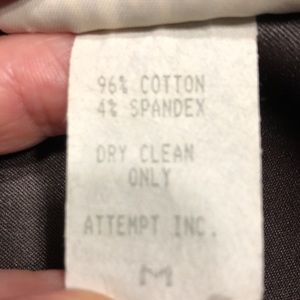 96% COTTON
4% SPANDEX
DRY CLEAN
ONLY
ATTEMPT INC.
M